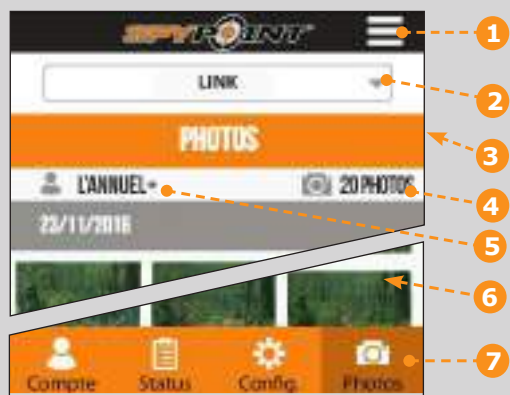 SPYPOINT 1
LINK 2
PHOTOS 3
L'ANNUEL+ 20 PHOTOS 4
23/11/2016 5
6
Compte Status Config. Photos 7